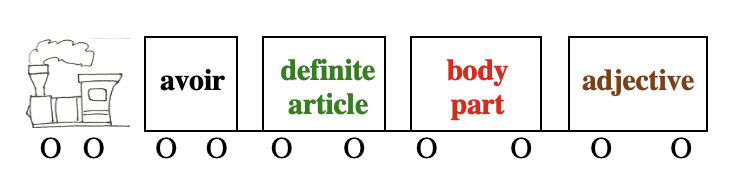 avoir
definite
article
body
part
adjective
O O O O O O O O O O